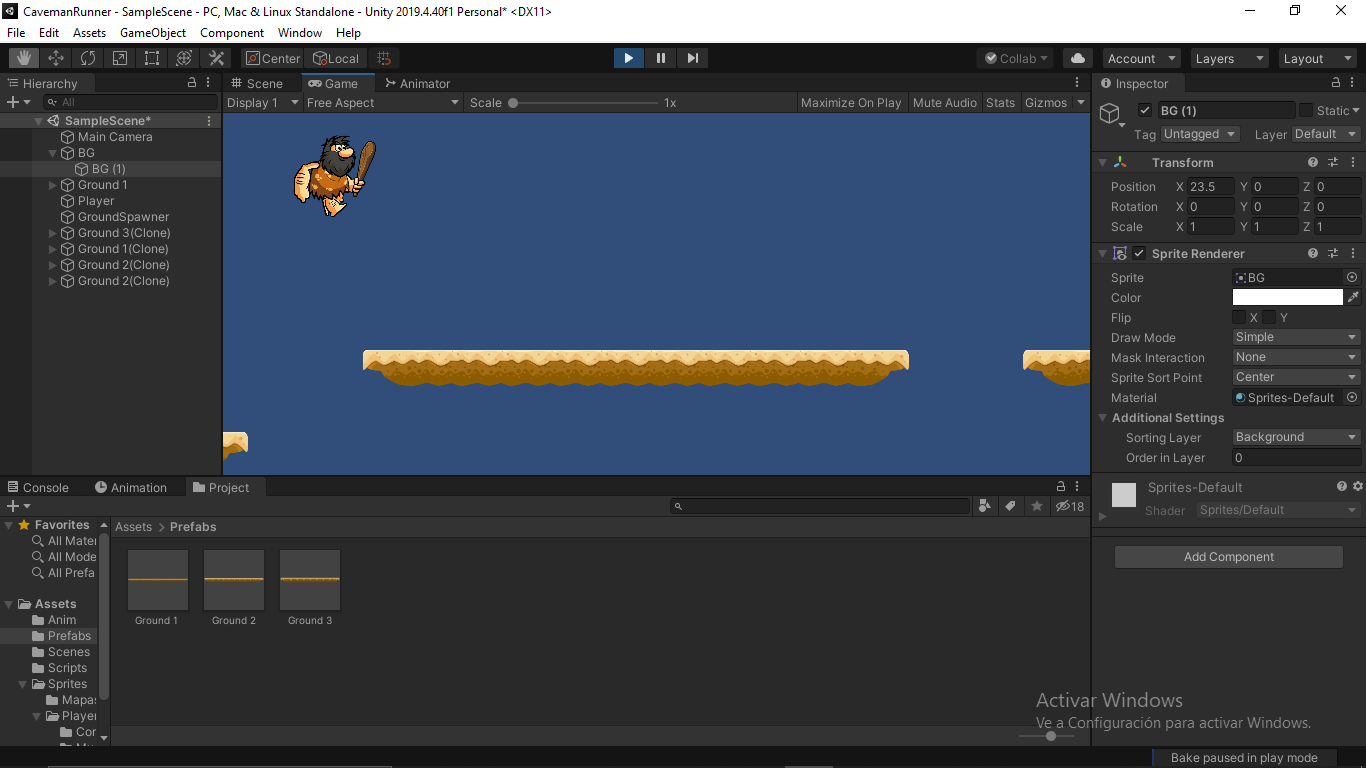 CavemanRunner - SampleScene - PC, Mac & Linux Standalone - Unity 2019.4.40f1 Personal* <DX11>
File Edit Assets GameObject Component Window Help
Center Local Collab Account Layers Layout
Hierarchy
All
SampleScene*
Main Camera
BG
BG (1)
Ground 1
Player
GroundSpawner
Ground 3(Clone)
Ground 1(Clone)
Ground 2(Clone)
Ground 2(Clone)
Scene Game Animator
Display 1 Free Aspect Scale 1x Maximize On Play Mute Audio Stats Gizmos
Inspector
BG (1) Static
Tag Untagged Layer Default
Transform
Position X 23.5 Y 0 Z 0
Rotation X 0 Y 0 Z 0
Scale X 1 Y 1 Z 1
Sprite Renderer
Sprite BG
Color
Flip X Y
Draw Mode Simple
Mask Interaction None
Sprite Sort Point Center
Material Sprites-Default
Additional Settings
Sorting Layer Background
Order in Layer 0
Sprites-Default
Shader Sprites/Default
Add Component
Console Animation Project
18
Favorites
All Mater
All Mode
All Prefa
Assets
Anim
Prefabs
Scenes
Scripts
Sprites
Mapas
Player
Cor
Assets > Prefabs
Ground 1 Ground 2 Ground 3
Activar Windows
Ve a Configuración para activar Windows.
Bake paused in play mode